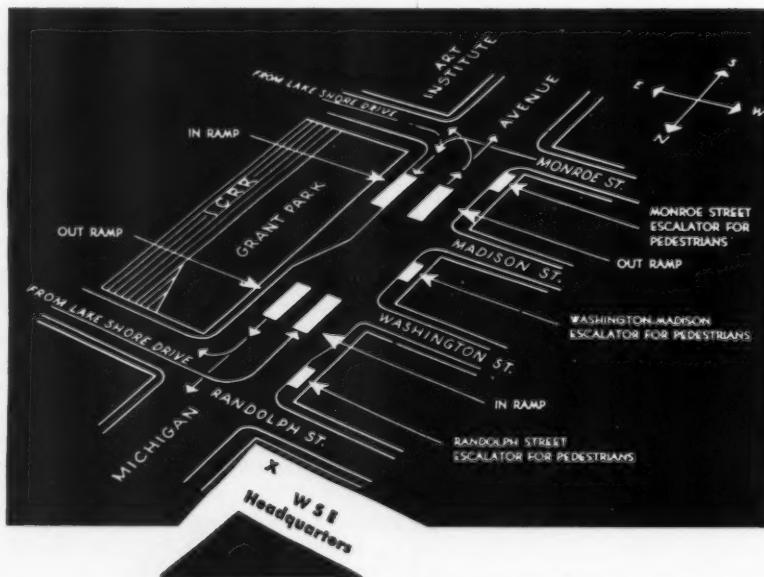 ART
INSTITUTE
FROM LAKE SHORE DRIVE
AVENUE
S
E
W
N
IN RAMP
MONROE ST.
I.C.R.R.
GRANT PARK
MONROE STREET
ESCALATOR FOR
PEDESTRIANS
OUT RAMP
MADISON ST.
OUT RAMP
FROM LAKE SHORE DRIVE
WASHINGTON ST.
WASHINGTON-MADISON
ESCALATOR FOR PEDESTRIANS
IN RAMP
MICHIGAN
RANDOLPH ST.
RANDOLPH STREET
ESCALATOR FOR PEDESTRIANS
X
WSE
Headquarters